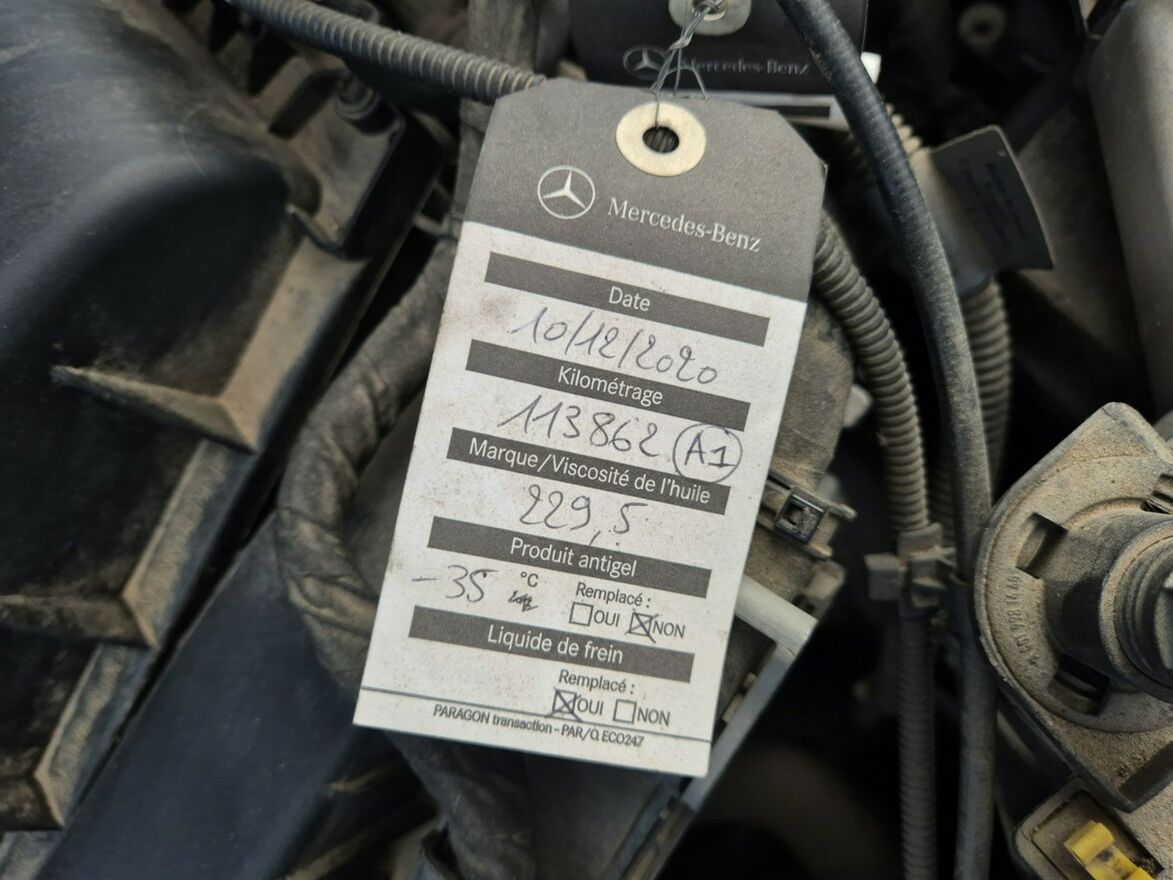 Mercedes-Benz
Mercedes-Benz
Date
10/12/2020
Kilométrage
113862 A1
Marque/Viscosité de l'huile
229,5
Produit antigel
-35 °C
Remplacé :
OUI NON
Liquide de frein
Remplacé :
OUI NON
PARAGON transaction - PAR/Q ECO247